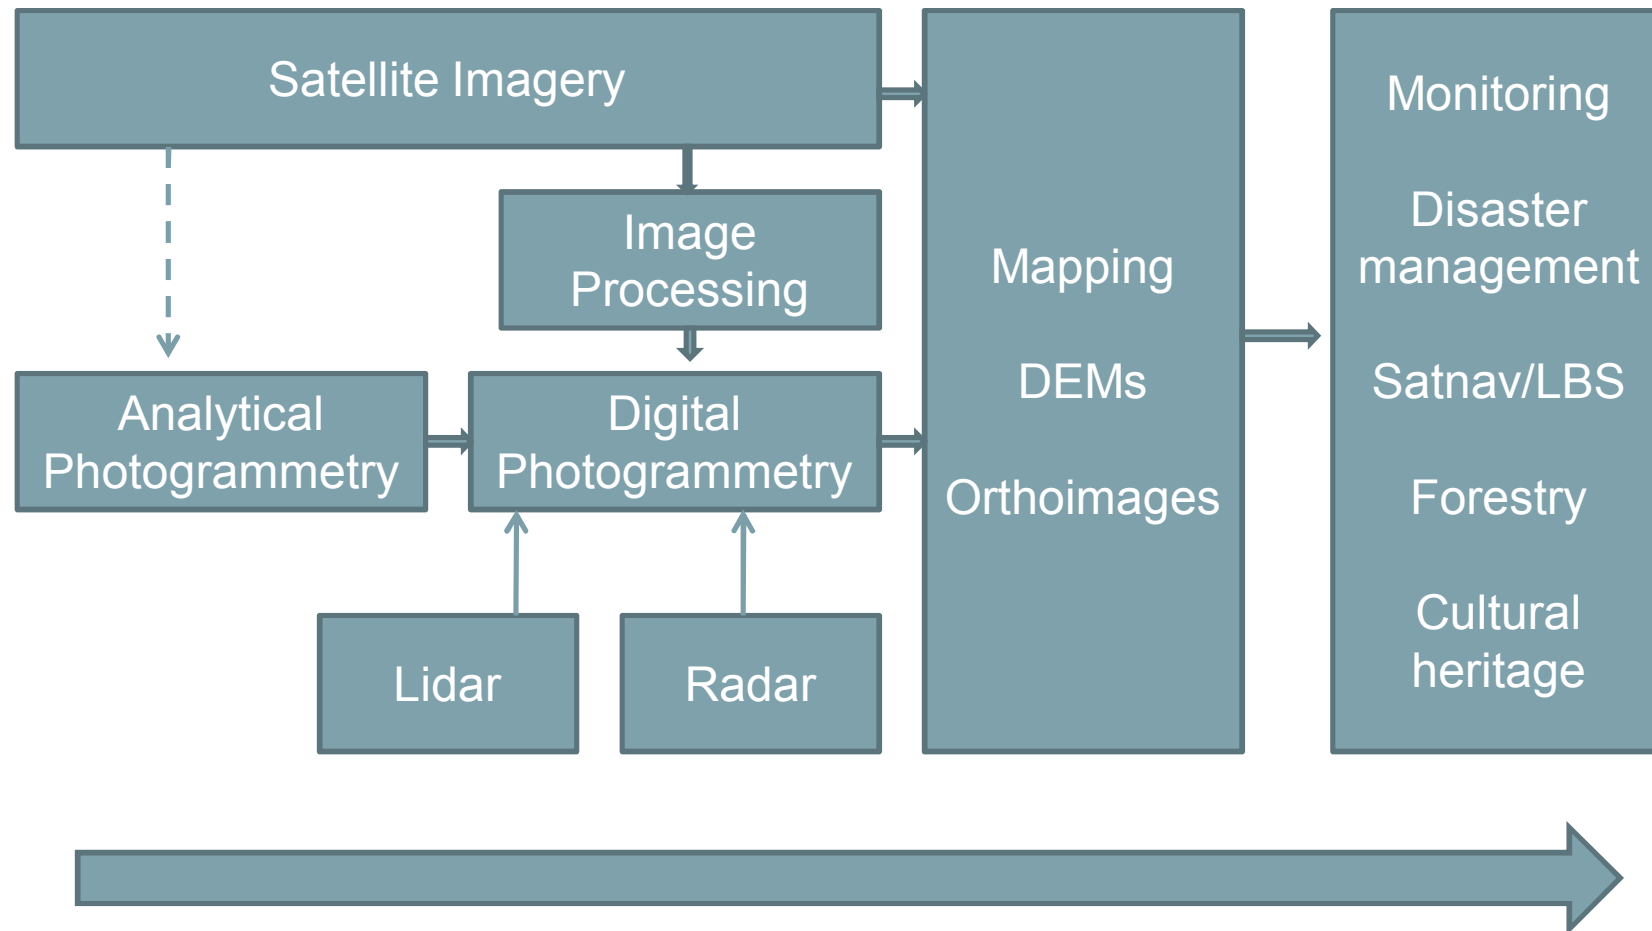 Satellite Imagery
Image
Processing
Analytical
Photogrammetry
Digital
Photogrammetry
Lidar
Radar
Mapping
DEMs
Orthoimages
Monitoring
Disaster
management
Satnav/LBS
Forestry
Cultural
heritage